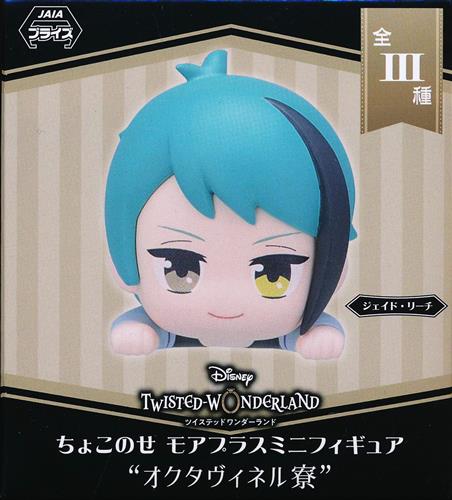 JAIA
プライズ
全
III
種
ジェイド・リーチ
Disney
TWISTED-WONDERLAND
ツイステッドワンダーランド
ちょこのせ モアプラスミニフィギュア
“オクタヴィネル寮”